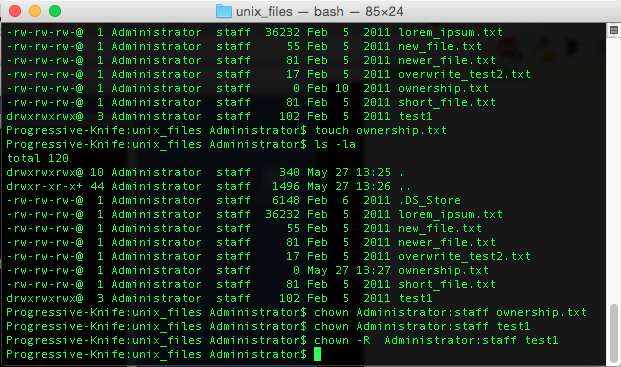 unix_files — bash — 85×24
-rw-rw-rw-@  1 Administrator  staff  36232 Feb  5  2011 lorem_ipsum.txt
-rw-rw-rw-@  1 Administrator  staff     55 Feb  5  2011 new_file.txt
-rw-rw-rw-@  1 Administrator  staff     81 Feb  5  2011 newer_file.txt
-rw-rw-rw-@  1 Administrator  staff     17 Feb  5  2011 overwrite_test2.txt
-rw-rw-rw-@  1 Administrator  staff      0 Feb 10  2011 ownership.txt
-rw-rw-rw-@  1 Administrator  staff     81 Feb  5  2011 short_file.txt
drwxrwxrwx@  3 Administrator  staff    102 Feb  5  2011 test1
Progressive-Knife:unix_files Administrator$ touch ownership.txt
Progressive-Knife:unix_files Administrator$ ls -la
total 120
drwxrwxrwx@ 10 Administrator  staff    340 May 27 13:25 .
drwxr-xr-x+ 44 Administrator  staff   1496 May 27 13:26 ..
-rw-rw-rw-@  1 Administrator  staff   6148 Feb  6  2011 .DS_Store
-rw-rw-rw-@  1 Administrator  staff  36232 Feb  5  2011 lorem_ipsum.txt
-rw-rw-rw-@  1 Administrator  staff     55 Feb  5  2011 new_file.txt
-rw-rw-rw-@  1 Administrator  staff     81 Feb  5  2011 newer_file.txt
-rw-rw-rw-@  1 Administrator  staff     17 Feb  5  2011 overwrite_test2.txt
-rw-rw-rw-@  1 Administrator  staff      0 May 27 13:27 ownership.txt
-rw-rw-rw-@  1 Administrator  staff     81 Feb  5  2011 short_file.txt
drwxrwxrwx@  3 Administrator  staff    102 Feb  5  2011 test1
Progressive-Knife:unix_files Administrator$ chown Administrator:staff ownership.txt
Progressive-Knife:unix_files Administrator$ chown Administrator:staff test1
Progressive-Knife:unix_files Administrator$ chown -R  Administrator:staff test1
Progressive-Knife:unix_files Administrator$